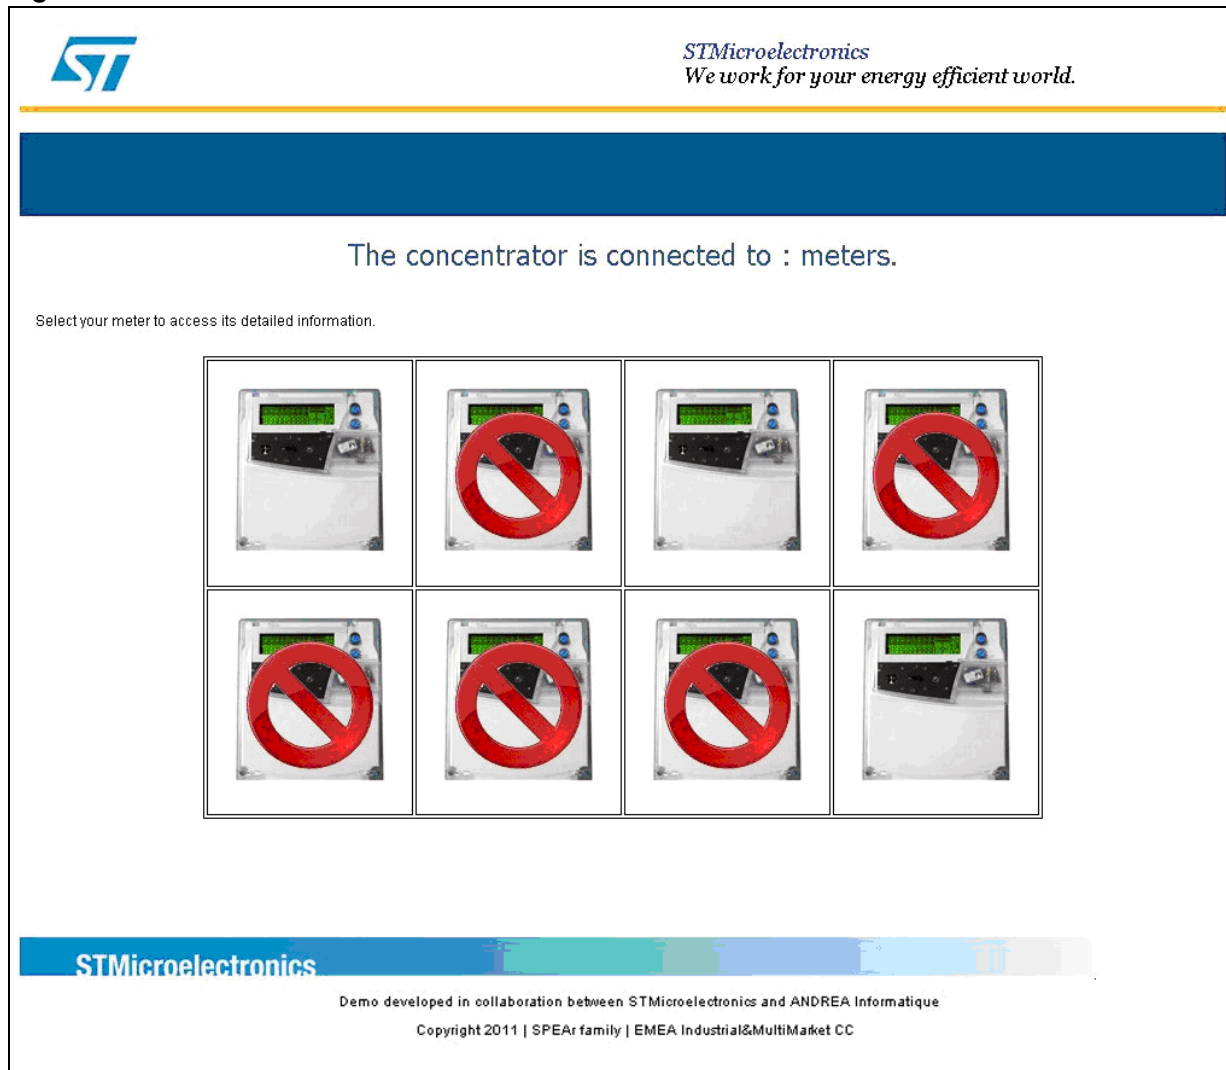 STMicroelectronics
We work for your energy efficient world.
The concentrator is connected to : meters.
Select your meter to access its detailed information.
STMicroelectronics
Demo developed in collaboration between STMicroelectronics and ANDREA Informatique
Copyright 2011 | SPEAr family | EMEA Industrial&MultiMarket CC